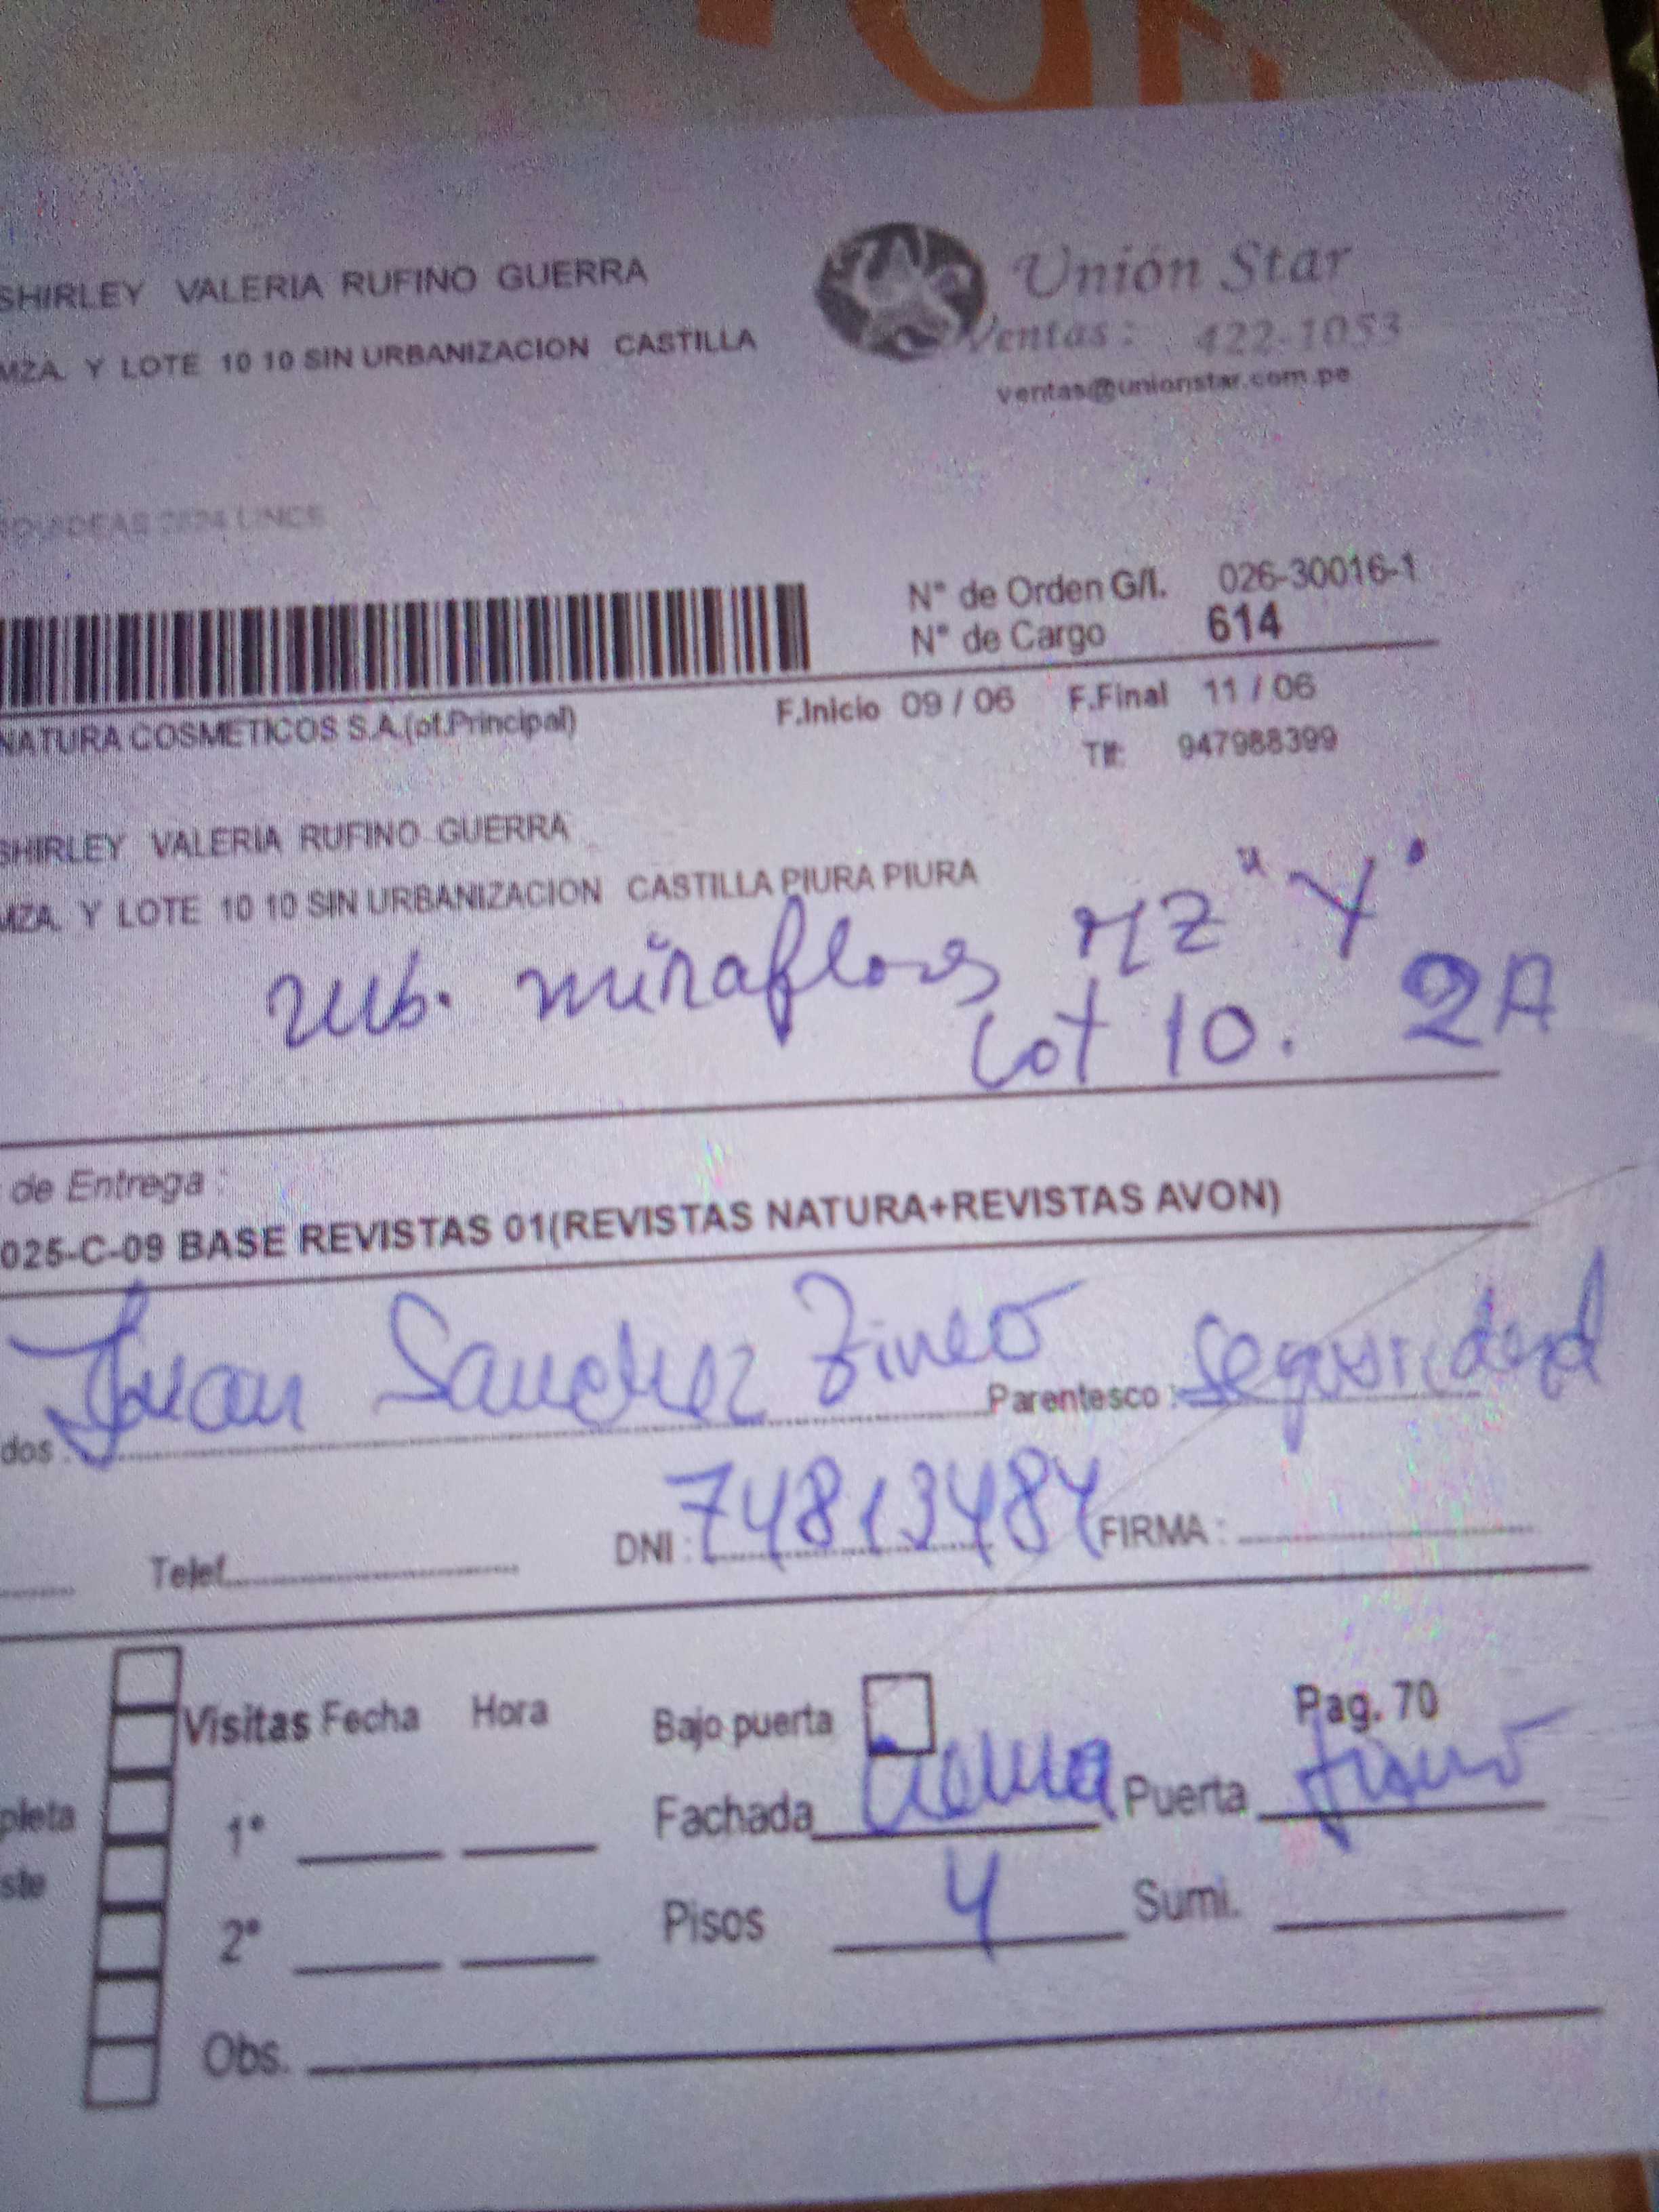 SHIRLEY VALERIA RUFINO GUERRA
MZA. Y LOTE 10 10 SIN URBANIZACION CASTILLA
Unión Star
Ventas: 422-1053
ventas@unionstar.com.pe
LINCE
N° de Orden G/I. 026-30016-1
N° de Cargo 614
NATURA COSMETICOS S.A.(of.Principal) F.Inicio 09 / 06 F.Final 11 / 06
Tlf: 947988399
SHIRLEY VALERIA RUFINO GUERRA
MZA. Y LOTE 10 10 SIN URBANIZACION CASTILLA PIURA PIURA
urb. miraflores MZ "Y"
Lot 10. 2A
de Entrega :
025-C-09 BASE REVISTAS 01(REVISTAS NATURA+REVISTAS AVON)
dos : Juan Sanchez Parentesco : Seguridad
Telef. DNI : 74813484 FIRMA :
Visitas Fecha Hora Bajo puerta Pag. 70
pleta 1° Fachada crema Puerta
ste 2° Pisos 4 Sumi.
Obs.